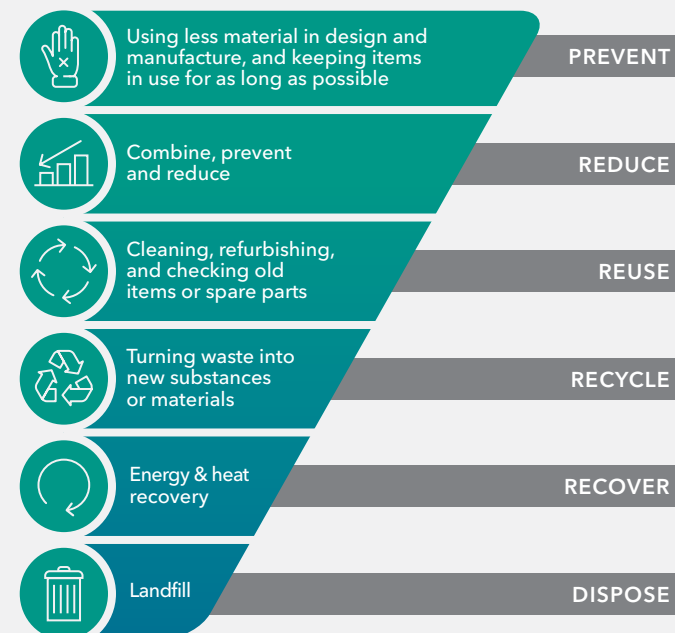 Using less material in design and
manufacture, and keeping items
in use for as long as possible
PREVENT
Combine, prevent
and reduce
REDUCE
Cleaning, refurbishing,
and checking old
items or spare parts
REUSE
Turning waste into
new substances
or materials
RECYCLE
Energy & heat
recovery
RECOVER
Landfill
DISPOSE